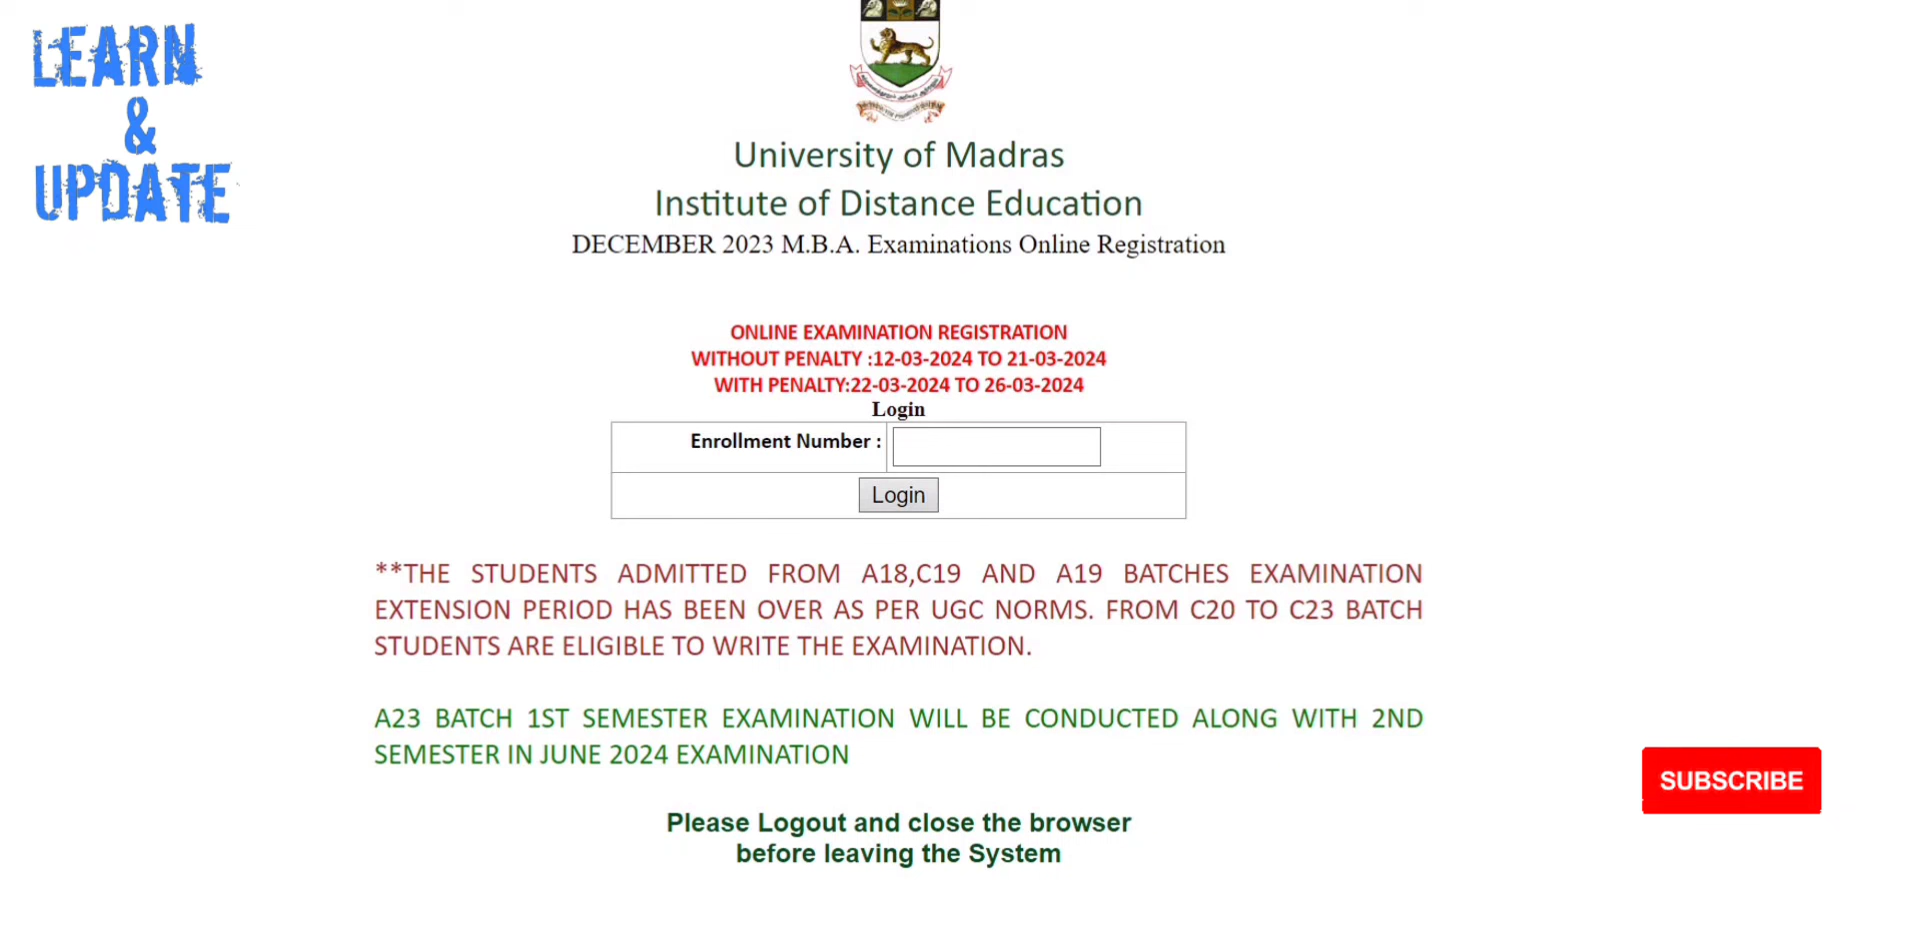 LEARN
&
UPDATE
University of Madras
Institute of Distance Education
DECEMBER 2023 M.B.A. Examinations Online Registration
ONLINE EXAMINATION REGISTRATION
WITHOUT PENALTY :12-03-2024 TO 21-03-2024
WITH PENALTY:22-03-2024 TO 26-03-2024
Login
Enrollment Number :
Login
**THE STUDENTS ADMITTED FROM A18,C19 AND A19 BATCHES EXAMINATION
EXTENSION PERIOD HAS BEEN OVER AS PER UGC NORMS. FROM C20 TO C23 BATCH
STUDENTS ARE ELIGIBLE TO WRITE THE EXAMINATION.
A23 BATCH 1ST SEMESTER EXAMINATION WILL BE CONDUCTED ALONG WITH 2ND
SEMESTER IN JUNE 2024 EXAMINATION
SUBSCRIBE
Please Logout and close the browser
before leaving the System